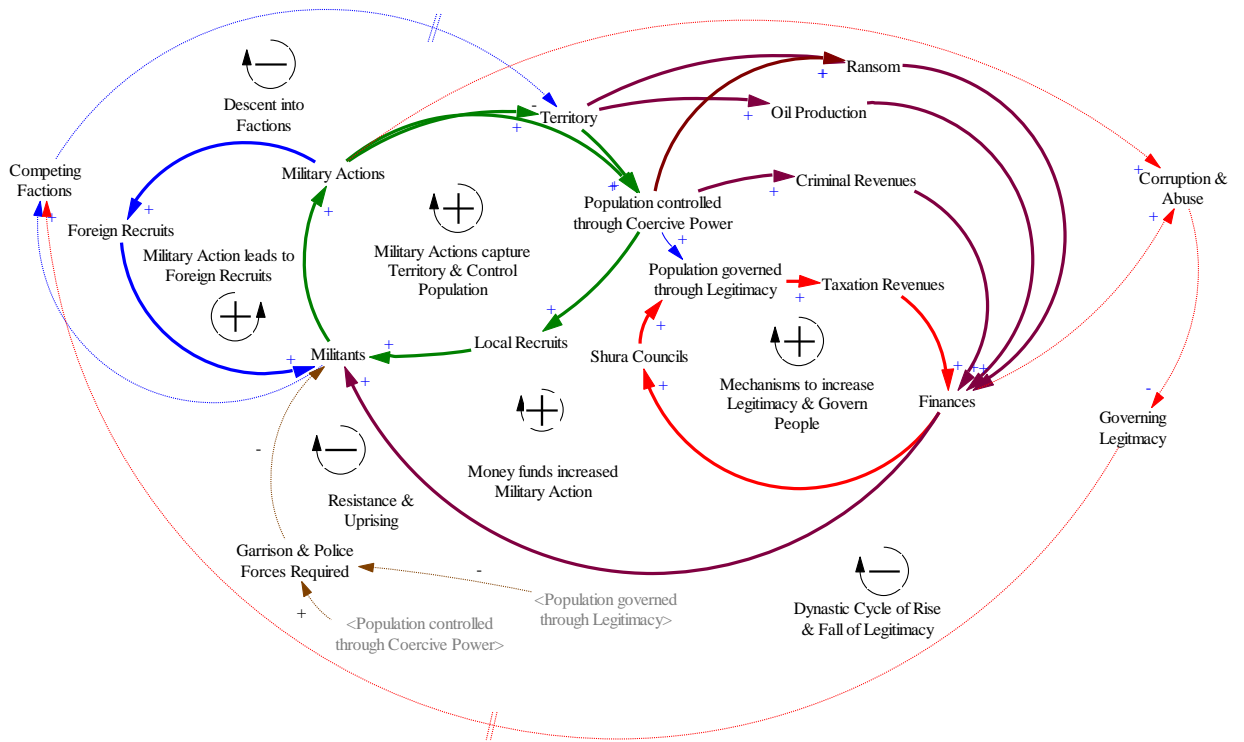 Descent into
Factions
Ransom
Oil Production
-
Territory
+
+
+
Competing
Factions
Military Actions
Criminal Revenues
+
Corruption &
Abuse
+
+
+
+
+
+
Population controlled
through Coercive Power
+
Foreign Recruits
Military Action leads to
Foreign Recruits
Military Actions capture
Territory & Control
Population
+
Population governed
through Legitimacy
Taxation Revenues
+
+
+
+
Local Recruits
+
Militants
+
Shura Councils
+
+
+
++
Mechanisms to increase
Legitimacy & Govern
People
Finances
-
Governing
Legitmacy
-
Money funds increased
Military Action
Resistance &
Uprising
Garrison & Police
Forces Required
-
+
<Population governed
through Legitimacy>
<Population controlled
through Coercive Power>
Dynastic Cycle of Rise
& Fall of Legitimacy